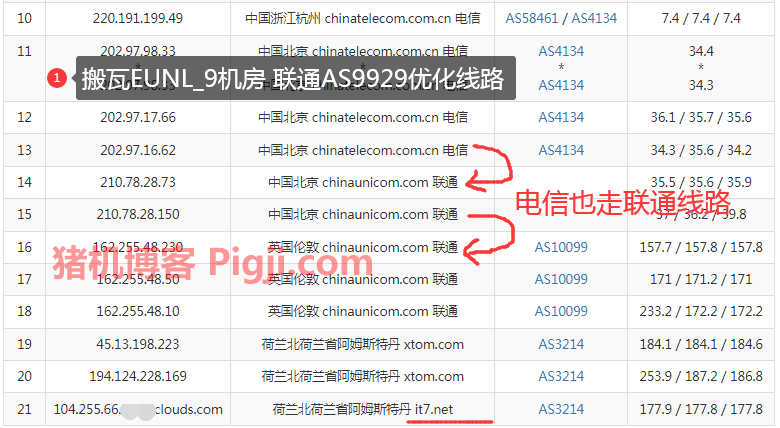 10 220.191.199.49 中国浙江杭州 chinatelecom.com.cn 电信 AS58461 / AS4134 7.4 / 7.4 / 7.4
11 202.97.98.33 中国北京 chinatelecom.com.cn 电信 AS4134 34.4
* *
AS4134 34.3
1 搬瓦EUNL_9机房 联通AS9929优化线路
12 202.97.17.66 中国北京 chinatelecom.com.cn 电信 AS4134 36.1 / 35.7 / 35.6
13 202.97.16.62 中国北京 chinatelecom.com.cn 电信 AS4134 34.3 / 35.6 / 34.2
14 210.78.28.73 中国北京 chinaunicom.com 联通 35.5 / 35.6 / 35.9
电信也走联通线路
15 210.78.28.150 中国北京 chinaunicom.com 联通 37 / 36.2 / 39.8
16 162.255.48.230 英国伦敦 chinaunicom.com 联通 AS10099 157.7 / 157.8 / 157.8
猪机博客 Pigji.com
17 162.255.48.50 英国伦敦 chinaunicom.com 联通 AS10099 171 / 171.2 / 171
18 162.255.48.10 英国伦敦 chinaunicom.com 联通 AS10099 233.2 / 172.2 / 172.2
19 45.13.198.223 荷兰北荷兰省阿姆斯特丹 xtom.com AS3214 184.1 / 184.1 / 184.6
20 194.124.228.169 荷兰北荷兰省阿姆斯特丹 xtom.com AS3214 253.9 / 187.2 / 186.8
21 104.255.66. clouds.com 荷兰北荷兰省阿姆斯特丹 it7.net AS3214 177.9 / 177.8 / 177.8